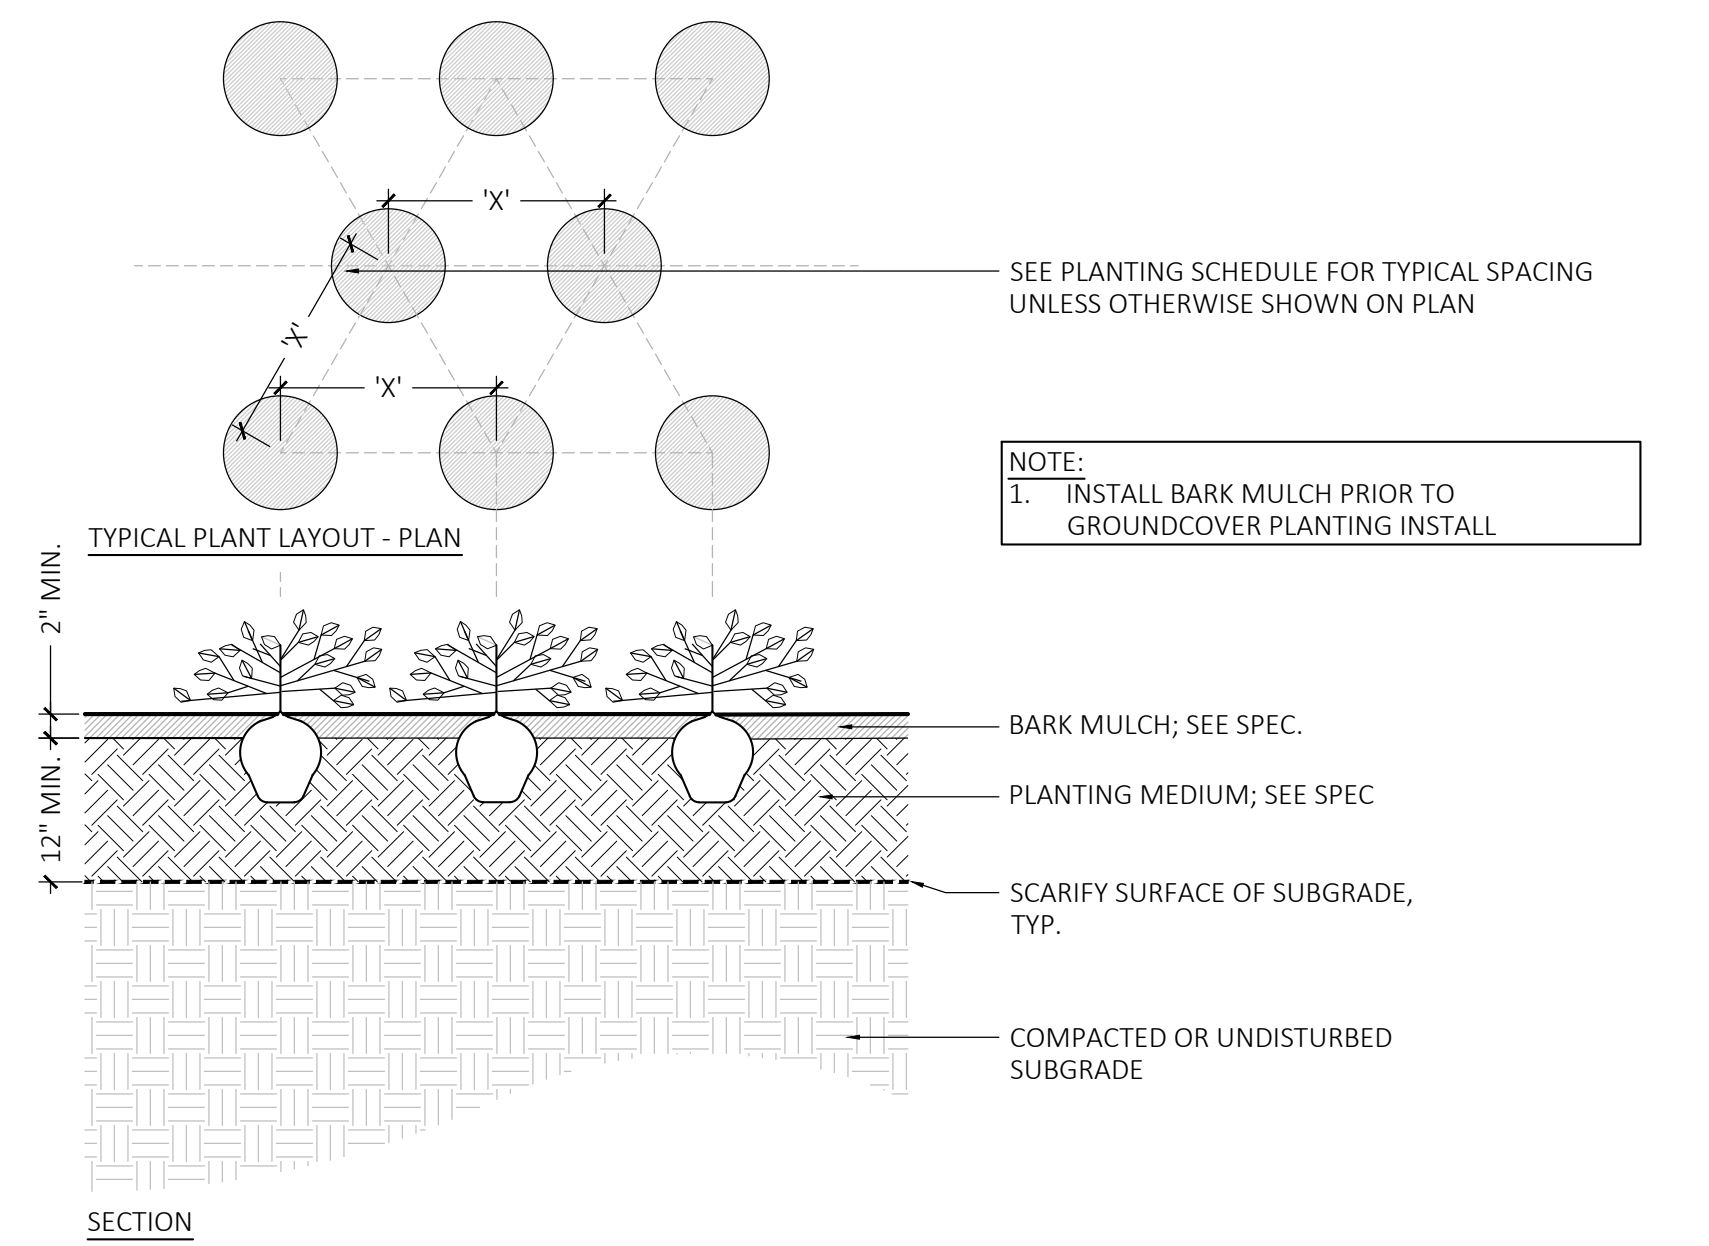 'X'
SEE PLANTING SCHEDULE FOR TYPICAL SPACING
UNLESS OTHERWISE SHOWN ON PLAN
'X'
'X'
NOTE:
1. INSTALL BARK MULCH PRIOR TO
GROUNDCOVER PLANTING INSTALL
TYPICAL PLANT LAYOUT - PLAN
2" MIN.
BARK MULCH; SEE SPEC.
12" MIN.
PLANTING MEDIUM; SEE SPEC
SCARIFY SURFACE OF SUBGRADE,
TYP.
COMPACTED OR UNDISTURBED
SUBGRADE
SECTION